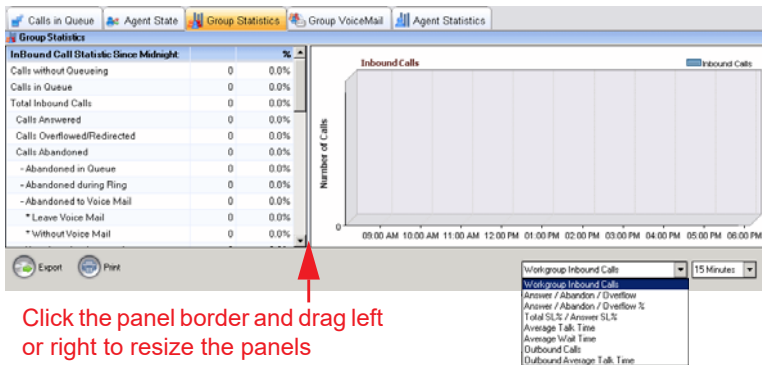 Calls in Queue Agent State Group Statistics Group VoiceMail Agent Statistics
Group Statistics
InBound Call Statistic Since Midnight: %
Calls without Queueing 0 0.0%
Calls in Queue 0 0.0%
Total Inbound Calls 0 0.0%
Calls Answered 0 0.0%
Calls Overflowed/Redirected 0 0.0%
Calls Abandoned 0 0.0%
- Abandoned in Queue 0 0.0%
- Abandoned during Ring 0 0.0%
- Abandoned to Voice Mail 0 0.0%
* Leave Voice Mail 0 0.0%
* Without Voice Mail 0 0.0%
Inbound Calls
Inbound Calls
Number of Calls
0
09:00 AM 10:00 AM 11:00 AM 12:00 PM 01:00 PM 02:00 PM 03:00 PM 04:00 PM 05:00 PM 06:00 PM
Export Print
Workgroup Inbound Calls 15 Minutes
Workgroup Inbound Calls
Answer / Abandon / Overflow
Answer / Abandon / Overflow %
Total SL% / Answer SL%
Average Talk Time
Average Wait Time
Outbound Calls
Outbound Average Talk Time
Click the panel border and drag left
or right to resize the panels